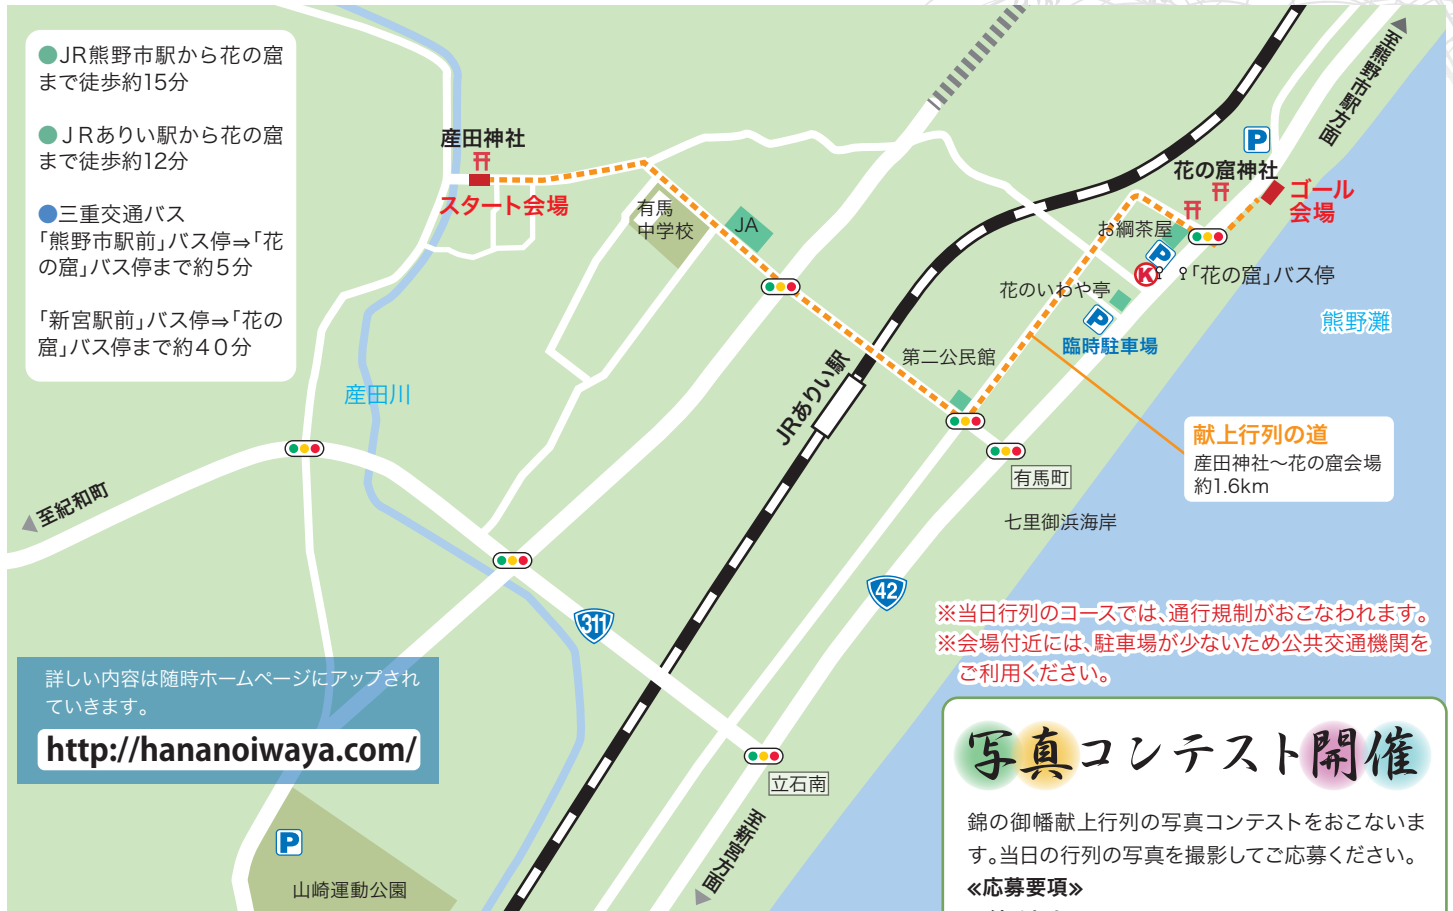 ●JR熊野市駅から花の窟
まで徒歩約15分
●ＪＲありい駅から花の窟
まで徒歩約12分
●三重交通バス
「熊野市駅前」バス停⇒「花
の窟」バス停まで約5分
「新宮駅前」バス停⇒「花の
窟」バス停まで約４０分
至熊野市駅方面
産田神社
スタート会場
有馬
中学校
JA
P
花の窟神社
ゴール
会場
お綱茶屋
P
K
「花の窟」バス停
花のいわや亭
P
臨時駐車場
熊野灘
産田川
JRありい駅
第二公民館
献上行列の道
産田神社～花の窟会場
約1.6km
有馬町
七里御浜海岸
至紀和町
311
42
※当日行列のコースでは、通行規制がおこなわれます。
※会場付近には、駐車場が少ないため公共交通機関を
ご利用ください。
詳しい内容は随時ホームページにアップされ
ていきます。
http://hananoiwaya.com/
立石南
至新宮方面
P
山崎運動公園
写真コンテスト開催
錦の御幡献上行列の写真コンテストをおこないま
す。当日の行列の写真を撮影してご応募ください。
≪応募要項≫